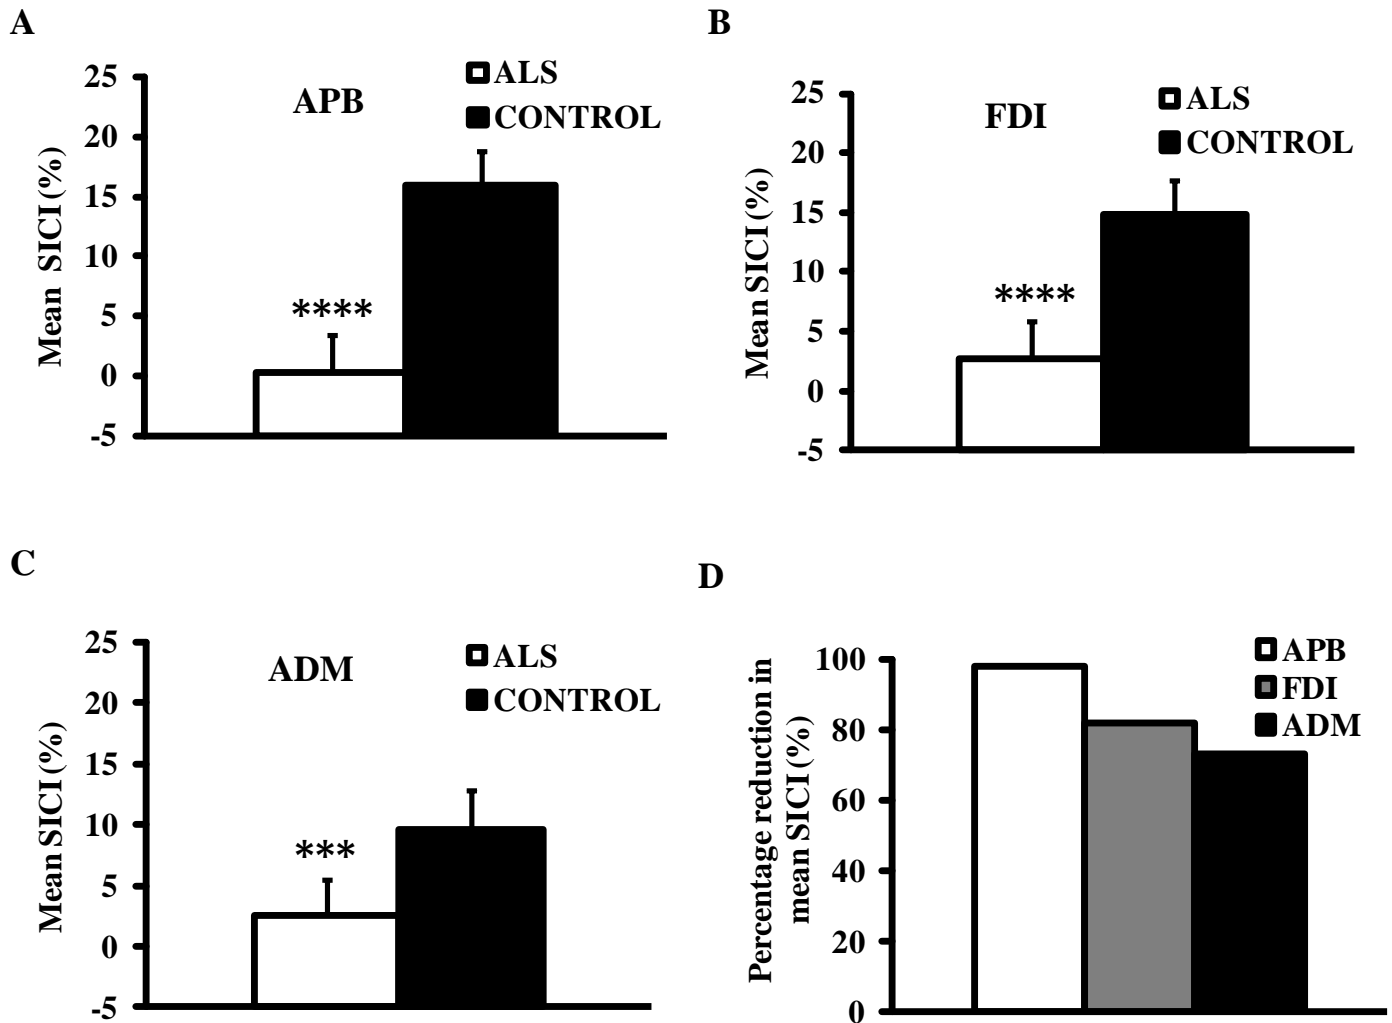 A
APB
ALS
CONTROL
Mean SICI (%)
25
20
15
10
5
0
-5
****
B
FDI
ALS
CONTROL
Mean SICI (%)
25
20
15
10
5
0
-5
****
C
ADM
ALS
CONTROL
Mean SICI (%)
25
20
15
10
5
0
-5
***
D
APB
FDI
ADM
Percentage reduction in
mean SICI (%)
100
80
60
40
20
0